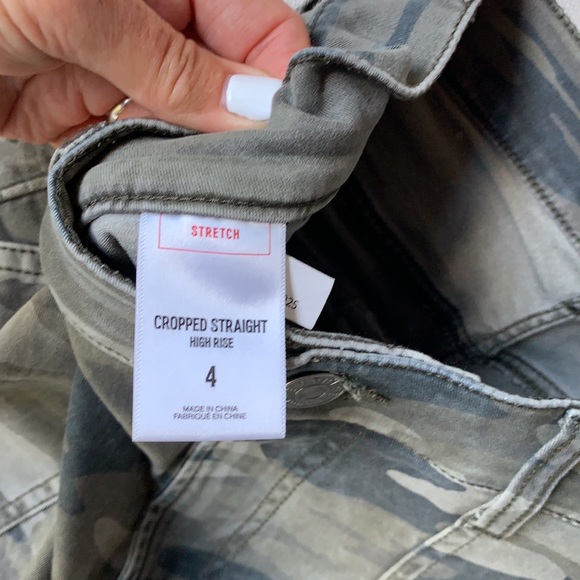 STRETCH
CROPPED STRAIGHT
HIGH RISE
4
MADE IN CHINA
FABRIQUÉ EN CHINE